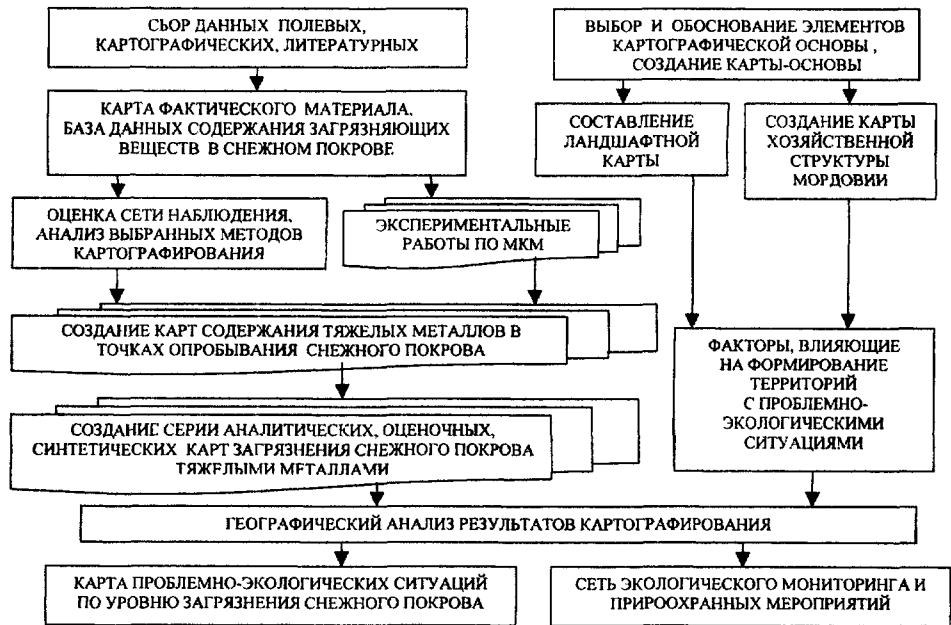 СБОР ДАННЫХ ПОЛЕВЫХ,
КАРТОГРАФИЧЕСКИХ, ЛИТЕРАТУРНЫХ
ВЫБОР И ОБОСНОВАНИЕ ЭЛЕМЕНТОВ
КАРТОГРАФИЧЕСКОЙ ОСНОВЫ ,
СОЗДАНИЕ КАРТЫ-ОСНОВЫ
КАРТА ФАКТИЧЕСКОГО МАТЕРИАЛА,
БАЗА ДАННЫХ СОДЕРЖАНИЯ ЗАГРЯЗНЯЮЩИХ
ВЕЩЕСТВ В СНЕЖНОМ ПОКРОВЕ
СОСТАВЛЕНИЕ
ЛАНДШАФТНОЙ
КАРТЫ
СОЗДАНИЕ КАРТЫ
ХОЗЯЙСТВЕННОЙ
СТРУКТУРЫ
МОРДОВИИ
ОЦЕНКА СЕТИ НАБЛЮДЕНИЯ,
АНАЛИЗ ВЫБРАННЫХ МЕТОДОВ
КАРТОГРАФИРОВАНИЯ
ЭКСПЕРИМЕНТАЛЬНЫЕ
РАБОТЫ ПО МКМ
СОЗДАНИЕ КАРТ СОДЕРЖАНИЯ ТЯЖЕЛЫХ МЕТАЛЛОВ В
ТОЧКАХ ОПРОБЫВАНИЯ СНЕЖНОГО ПОКРОВА
ФАКТОРЫ, ВЛИЯЮЩИЕ
НА ФОРМИРОВАНИЕ
ТЕРРИТОРИЙ
С ПРОБЛЕМНО-
ЭКОЛОГИЧЕСКИМИ
СИТУАЦИЯМИ
СОЗДАНИЕ СЕРИИ АНАЛИТИЧЕСКИХ, ОЦЕНОЧНЫХ,
СИНТЕТИЧЕСКИХ КАРТ ЗАГРЯЗНЕНИЯ СНЕЖНОГО ПОКРОВА
ТЯЖЕЛЫМИ МЕТАЛЛАМИ
ГЕОГРАФИЧЕСКИЙ АНАЛИЗ РЕЗУЛЬТАТОВ КАРТОГРАФИРОВАНИЯ
КАРТА ПРОБЛЕМНО-ЭКОЛОГИЧЕСКИХ СИТУАЦИЙ
ПО УРОВНЮ ЗАГРЯЗНЕНИЯ СНЕЖНОГО ПОКРОВА
СЕТЬ ЭКОЛОГИЧЕСКОГО МОНИТОРИНГА И
ПРИРООХРАННЫХ МЕРОПРИЯТИЙ